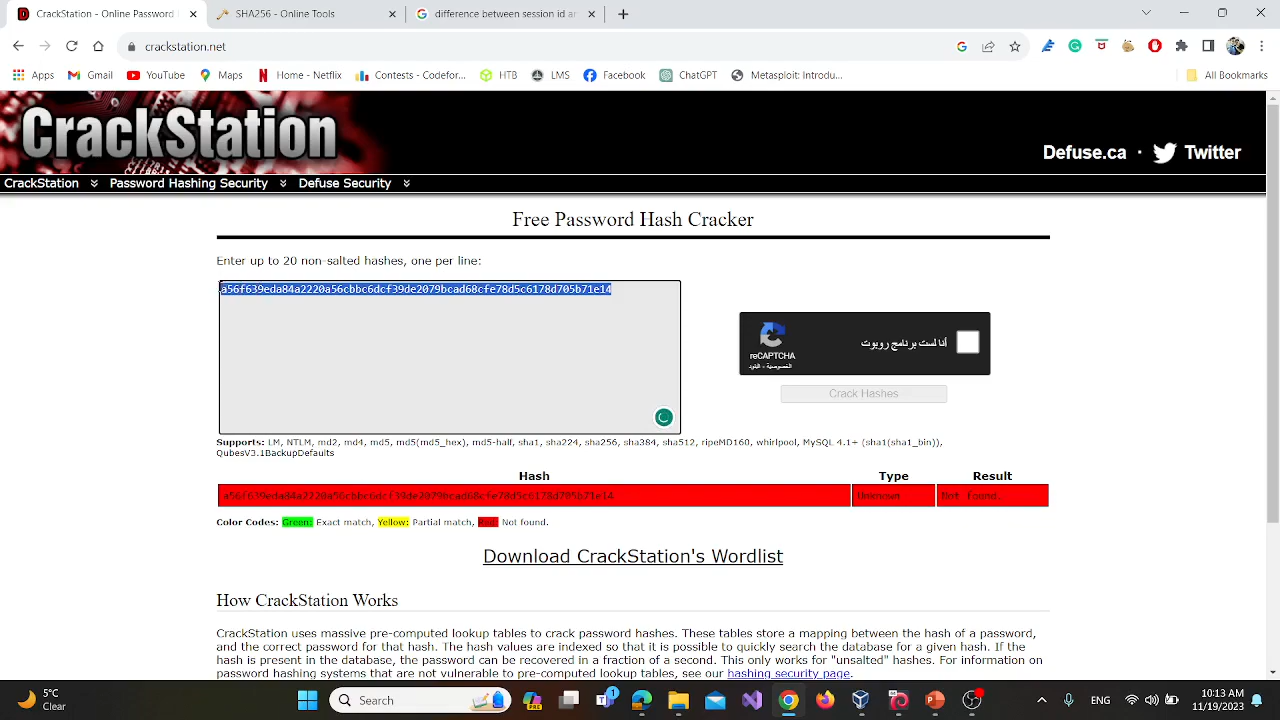 CrackStation - Online Password
SHA256 - Online Tools
difference between session id ar
crackstation.net
Apps
Gmail
YouTube
Maps
Home - Netflix
Contests - Codefor...
HTB
LMS
Facebook
ChatGPT
Metasploit: Introdu...
All Bookmarks
CrackStation
Defuse.ca · Twitter
CrackStation
Password Hashing Security
Defuse Security
Free Password Hash Cracker
Enter up to 20 non-salted hashes, one per line:
a56f639eda84a2220a56cbbc6dcf39de2079bcad68cfe78d5c6178d705b71e14
أنا لست برنامج روبوت
reCAPTCHA
الخصوصية - البنود
Crack Hashes
Supports: LM, NTLM, md2, md4, md5, md5(md5_hex), md5-half, sha1, sha224, sha256, sha384, sha512, ripeMD160, whirlpool, MySQL 4.1+ (sha1(sha1_bin)),
QubesV3.1BackupDefaults
Hash Type Result
a56f639eda84a2220a56cbbc6dcf39de2079bcad68cfe78d5c6178d705b71e14 Unknown Not found.
Color Codes: Green: Exact match, Yellow: Partial match, Red: Not found.
Download CrackStation's Wordlist
How CrackStation Works
CrackStation uses massive pre-computed lookup tables to crack password hashes. These tables store a mapping between the hash of a password,
and the correct password for that hash. The hash values are indexed so that it is possible to quickly search the database for a given hash. If the
hash is present in the database, the password can be recovered in a fraction of a second. This only works for "unsalted" hashes. For information on
password hashing systems that are not vulnerable to pre-computed lookup tables, see our hashing security page.
5°C
Clear
Search
PRE
1
ENG
10:13 AM
11/19/2023